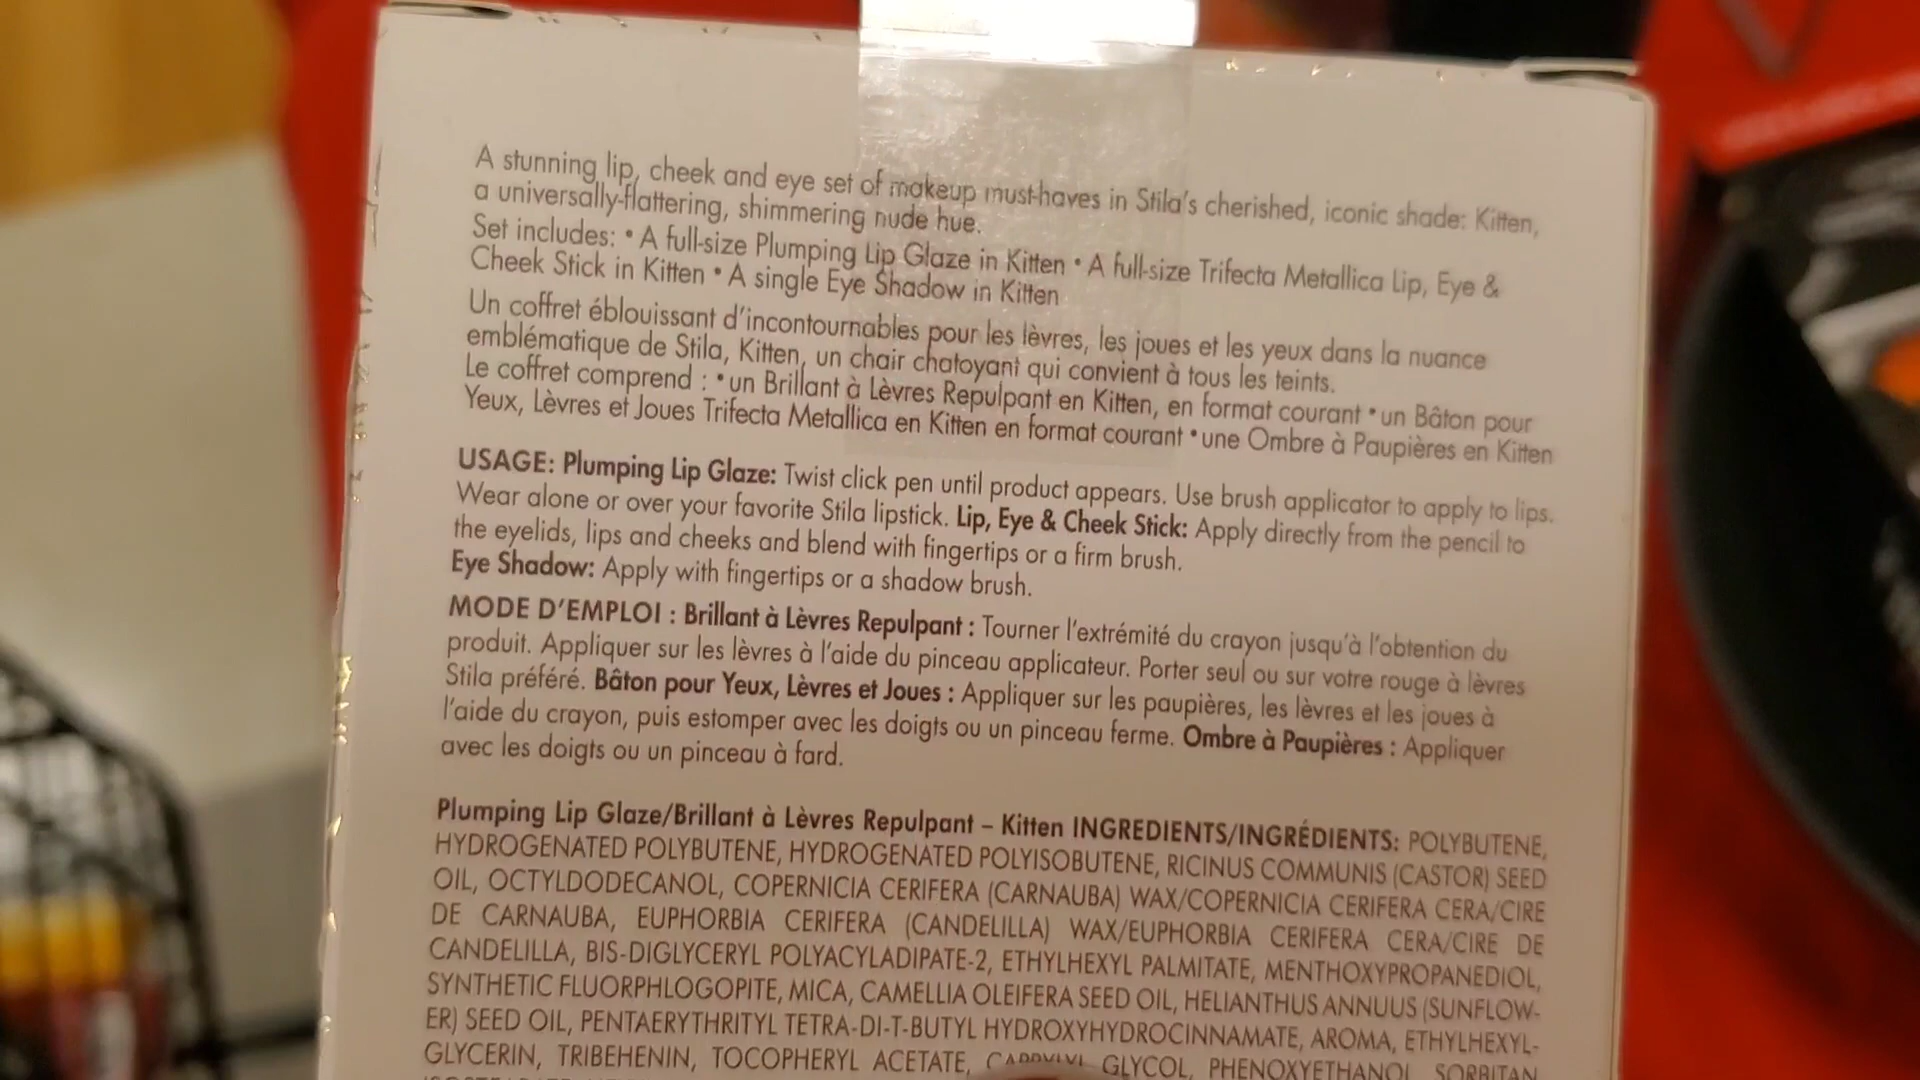 A stunning lip, cheek and eye set of makeup must-haves in Stila's cherished, iconic shade: Kitten,
a universally-flattering, shimmering nude hue.
Set includes: • A full-size Plumping Lip Glaze in Kitten • A full-size Trifecta Metallica Lip, Eye &
Cheek Stick in Kitten • A single Eye Shadow in Kitten
Un coffret éblouissant d'incontournables pour les lèvres, les joues et les yeux dans la nuance
emblématique de Stila, Kitten, un chair chatoyant qui convient à tous les teints.
Le coffret comprend : • un Brillant à Lèvres Repulpant en Kitten, en format courant • un Bâton pour
Yeux, Lèvres et Joues Trifecta Metallica en Kitten en format courant • une Ombre à Paupières en Kitten
USAGE: Plumping Lip Glaze: Twist click pen until product appears. Use brush applicator to apply to lips.
Wear alone or over your favorite Stila lipstick. Lip, Eye & Cheek Stick: Apply directly from the pencil to
the eyelids, lips and cheeks and blend with fingertips or a firm brush.
Eye Shadow: Apply with fingertips or a shadow brush.
MODE D'EMPLOI : Brillant à Lèvres Repulpant : Tourner l'extrémité du crayon jusqu'à l'obtention du
produit. Appliquer sur les lèvres à l'aide du pinceau applicateur. Porter seul ou sur votre rouge à lèvres
Stila préféré. Bâton pour Yeux, Lèvres et Joues : Appliquer sur les paupières, les lèvres et les joues à
l'aide du crayon, puis estomper avec les doigts ou un pinceau ferme. Ombre à Paupières : Appliquer
avec les doigts ou un pinceau à fard.
Plumping Lip Glaze/Brillant à Lèvres Repulpant – Kitten INGREDIENTS/INGRÉDIENTS: POLYBUTENE,
HYDROGENATED POLYBUTENE, HYDROGENATED POLYISOBUTENE, RICINUS COMMUNIS (CASTOR) SEED
OIL, OCTYLDODECANOL, COPERNICIA CERIFERA (CARNAUBA) WAX/COPERNICIA CERIFERA CERA/CIRE
DE CARNAUBA, EUPHORBIA CERIFERA (CANDELILLA) WAX/EUPHORBIA CERIFERA CERA/CIRE DE
CANDELILLA, BIS-DIGLYCERYL POLYACYLADIPATE-2, ETHYLHEXYL PALMITATE, MENTHOXYPROPANEDIOL,
SYNTHETIC FLUORPHLOGOPITE, MICA, CAMELLIA OLEIFERA SEED OIL, HELIANTHUS ANNUUS (SUNFLOW-
ER) SEED OIL, PENTAERYTHRITYL TETRA-DI-T-BUTYL HYDROXYHYDROCINNAMATE, AROMA, ETHYLHEXYL-
GLYCERIN, TRIBEHENIN, TOCOPHERYL ACETATE, CAPRYLYL GLYCOL, PHENOXYETHANOL, SORBITAN